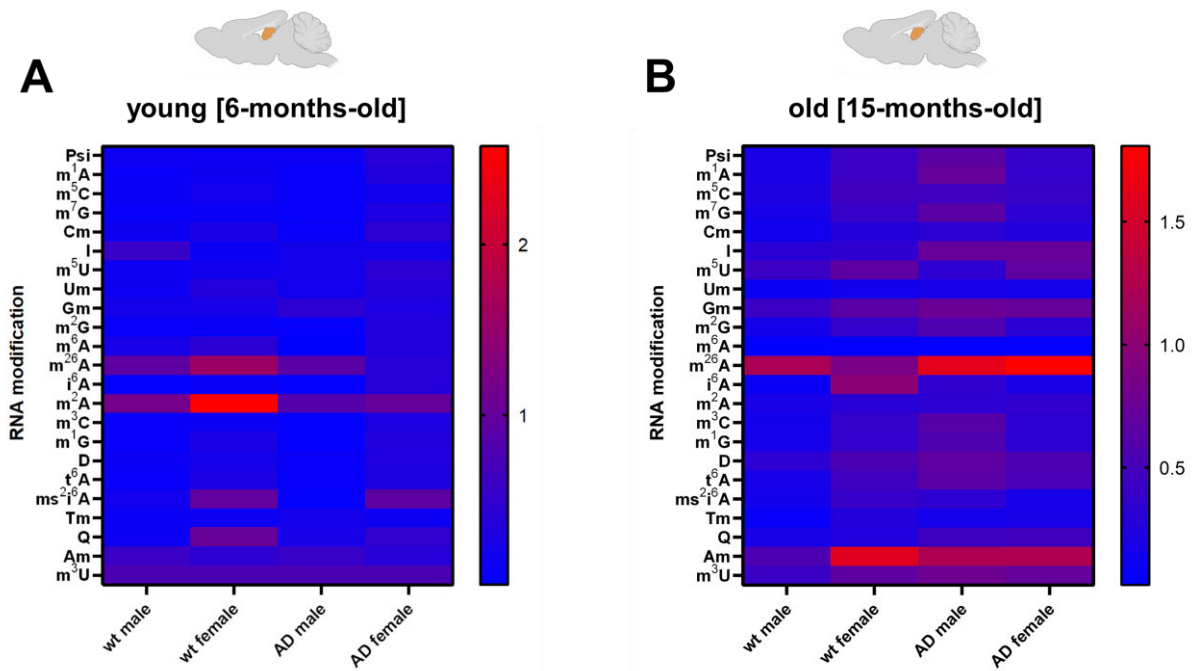 A
young [6-months-old]
RNA modification
Psi
m¹A
m⁵C
m⁷G
Cm
I
m⁵U
Um
Gm
m²G
m⁶A
m²⁶A
i⁶A
m²A
m³C
m¹G
D
t⁶A
ms²i⁶A
Tm
Q
Am
m³U
wt male
wt female
AD male
AD female
2
1
B
old [15-months-old]
RNA modification
Psi
m¹A
m⁵C
m⁷G
Cm
I
m⁵U
Um
Gm
m²G
m⁶A
m²⁶A
i⁶A
m²A
m³C
m¹G
D
t⁶A
ms²i⁶A
Tm
Q
Am
m³U
wt male
wt female
AD male
AD female
1.5
1.0
0.5